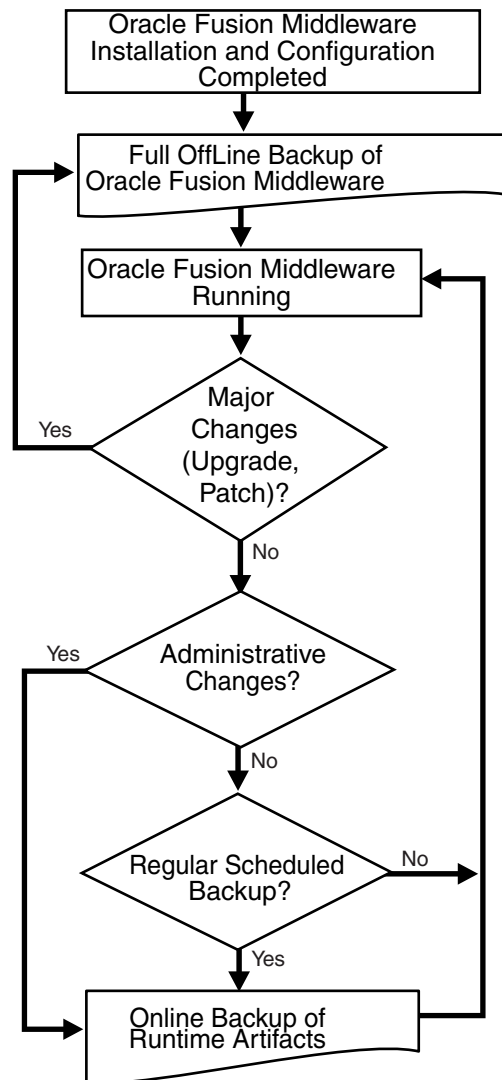 Oracle Fusion Middleware
Installation and Configuration
Completed
Full OffLine Backup of
Oracle Fusion Middleware
Oracle Fusion Middleware
Running
Major
Changes
(Upgrade,
Patch)?
Yes
No
Administrative
Changes?
Yes
No
Regular Scheduled
Backup?
No
Yes
Online Backup of
Runtime Artifacts